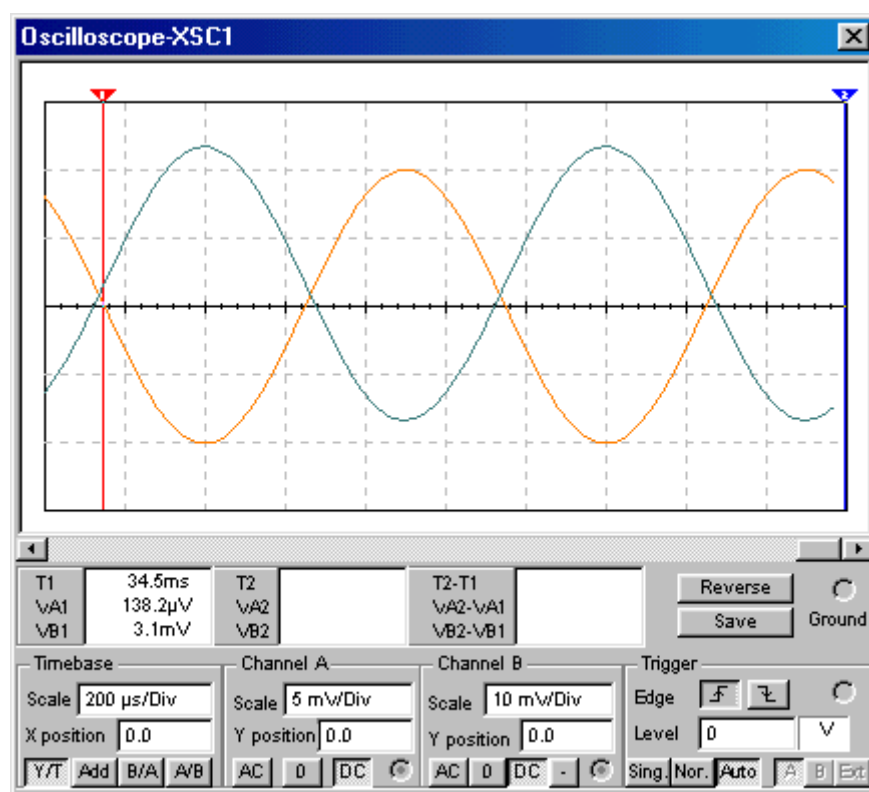 Oscilloscope-XSC1
1 2
T1 34.5ms T2 T2-T1
VA1 138.2µV VA2 VA2-VA1
VB1 3.1mV VB2 VB2-VB1
Reverse
Save
Ground
Timebase
Scale 200 µs/Div
X position 0.0
Y/T Add B/A A/B
Channel A
Scale 5 mV/Div
Y position 0.0
AC 0 DC
Channel B
Scale 10 mV/Div
Y position 0.0
AC 0 DC -
Trigger
Edge
Level 0 V
Sing. Nor. Auto A B Ext